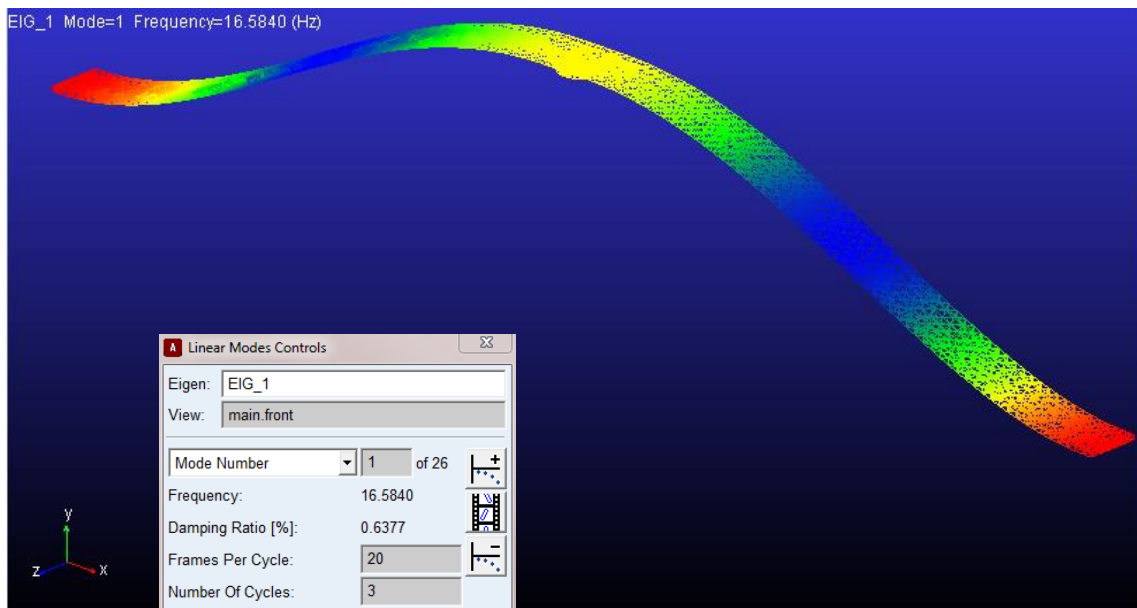 EIG_1 Mode=1 Frequency=16.5840 (Hz)
A Linear Modes Controls
Eigen: EIG_1
View: main.front
Mode Number 1 of 26
Frequency: 16.5840
Damping Ratio [%]: 0.6377
Frames Per Cycle: 20
Number Of Cycles: 3
y
z x